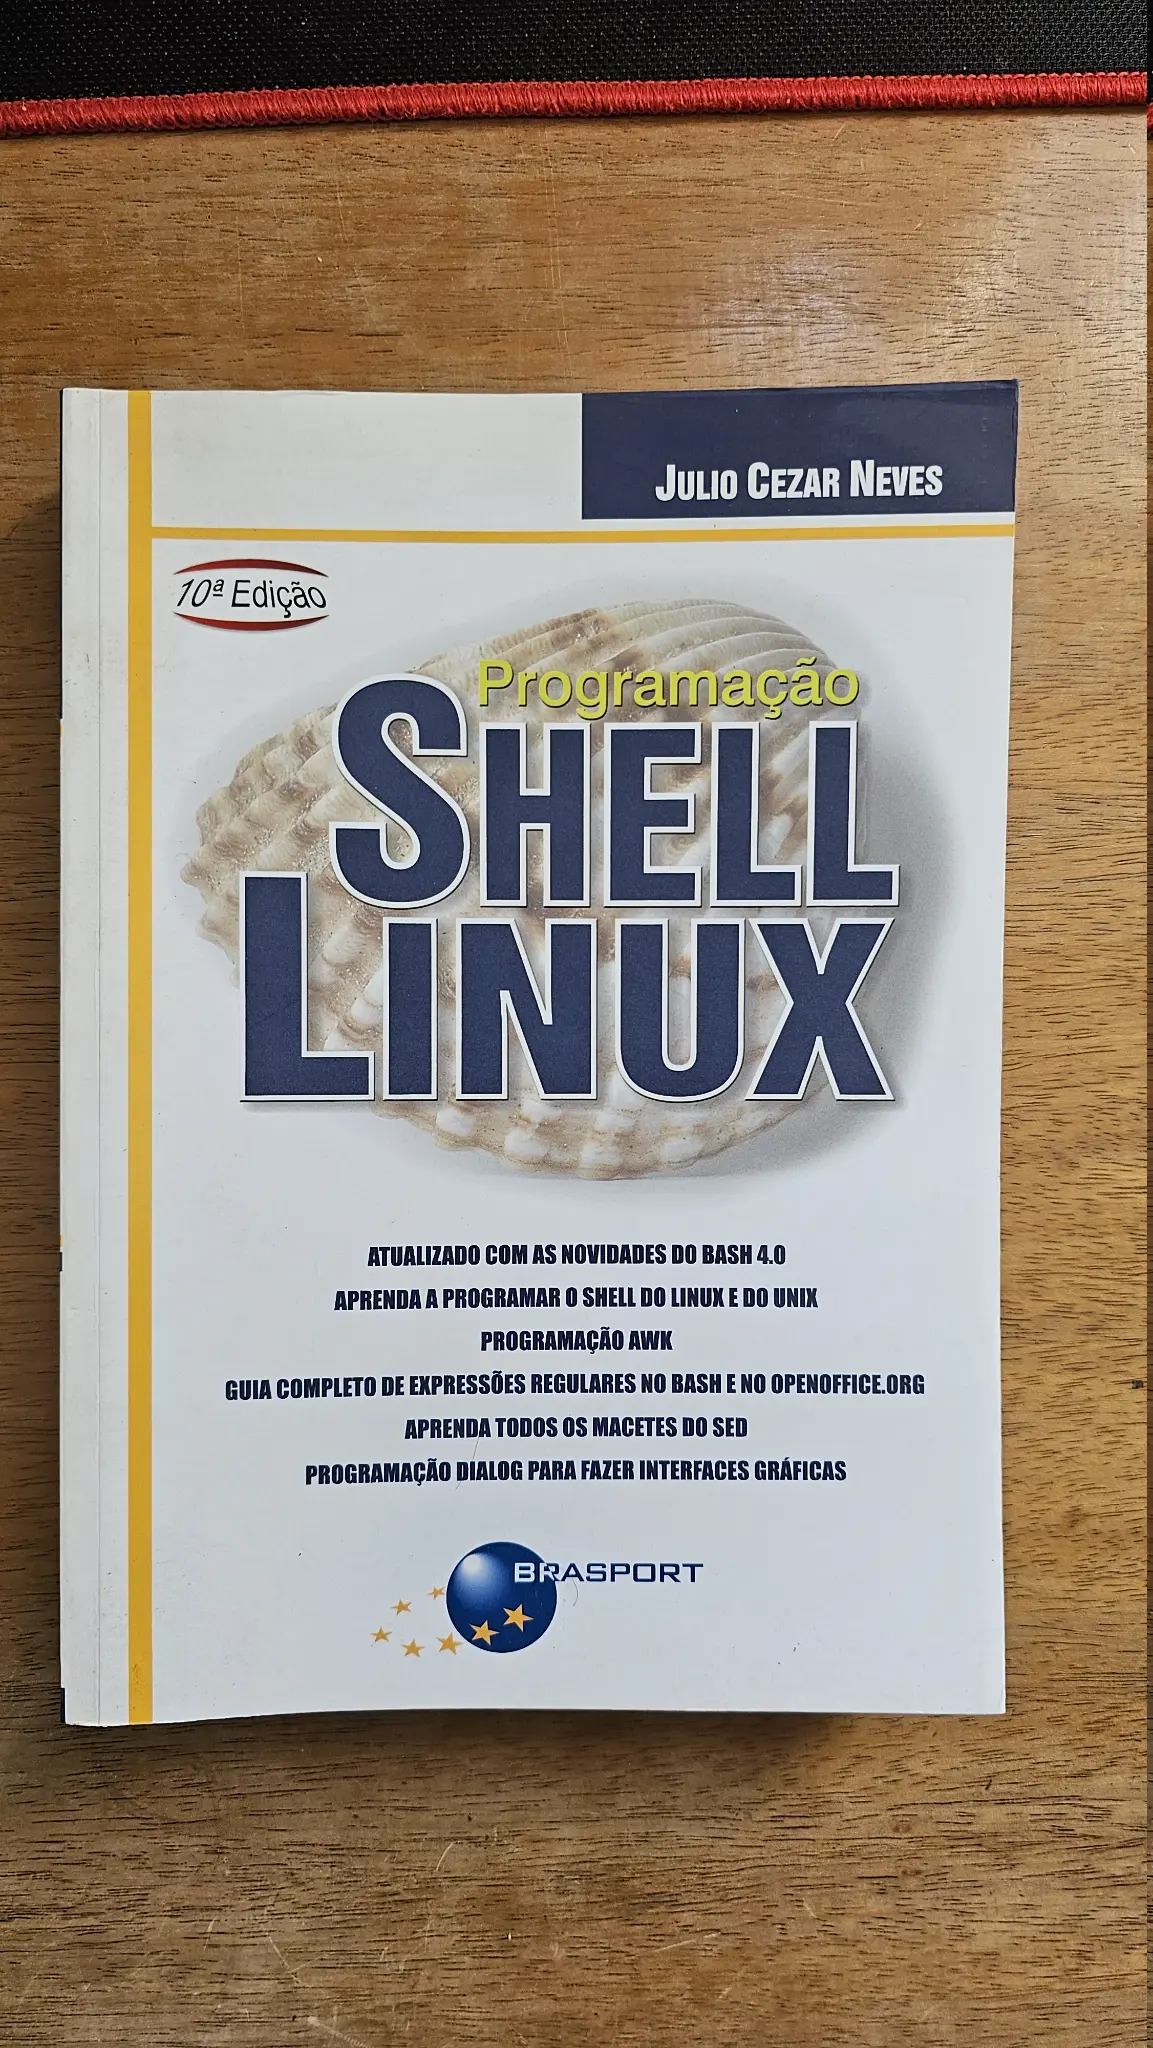 JULIO CEZAR NEVES
10ª Edição
Programação
SHELL
LINUX
ATUALIZADO COM AS NOVIDADES DO BASH 4.0
APRENDA A PROGRAMAR O SHELL DO LINUX E DO UNIX
PROGRAMAÇÃO AWK
GUIA COMPLETO DE EXPRESSÕES REGULARES NO BASH E NO OPENOFFICE.ORG
APRENDA TODOS OS MACETES DO SED
PROGRAMAÇÃO DIALOG PARA FAZER INTERFACES GRÁFICAS
BRASPORT